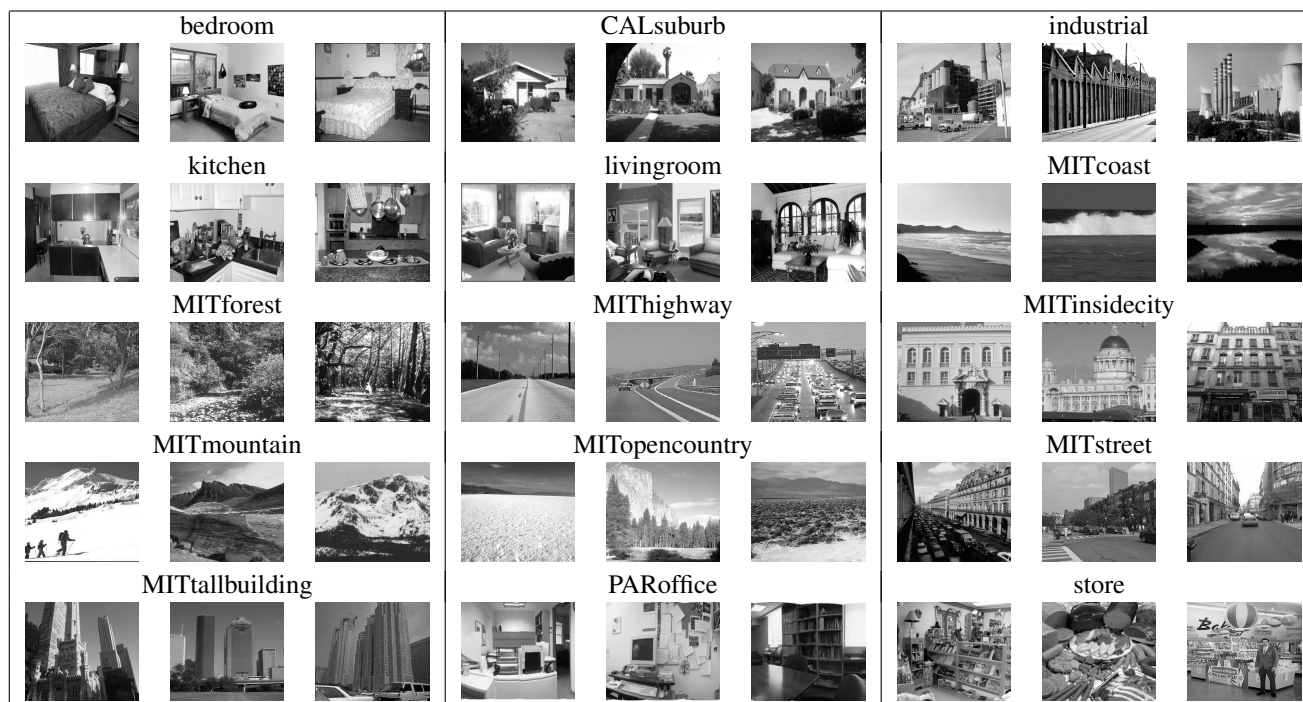 bedroom
CALsuburb
industrial
kitchen
livingroom
MITcoast
MITforest
MIThighway
MITinsidecity
MITmountain
MITopencountry
MITstreet
MITtallbuilding
PARoffice
store